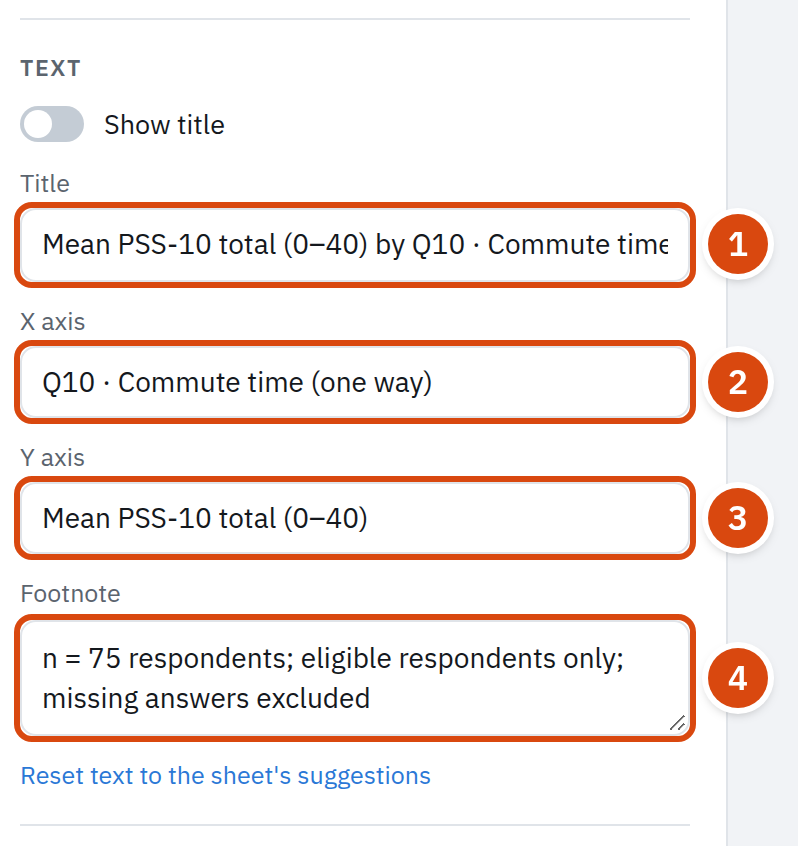 TEXT
Show title
Title
Mean PSS-10 total (0–40) by Q10 · Commute time
1
X axis
Q10 · Commute time (one way)
2
Y axis
Mean PSS-10 total (0–40)
3
Footnote
n = 75 respondents; eligible respondents only;
missing answers excluded
4
Reset text to the sheet's suggestions